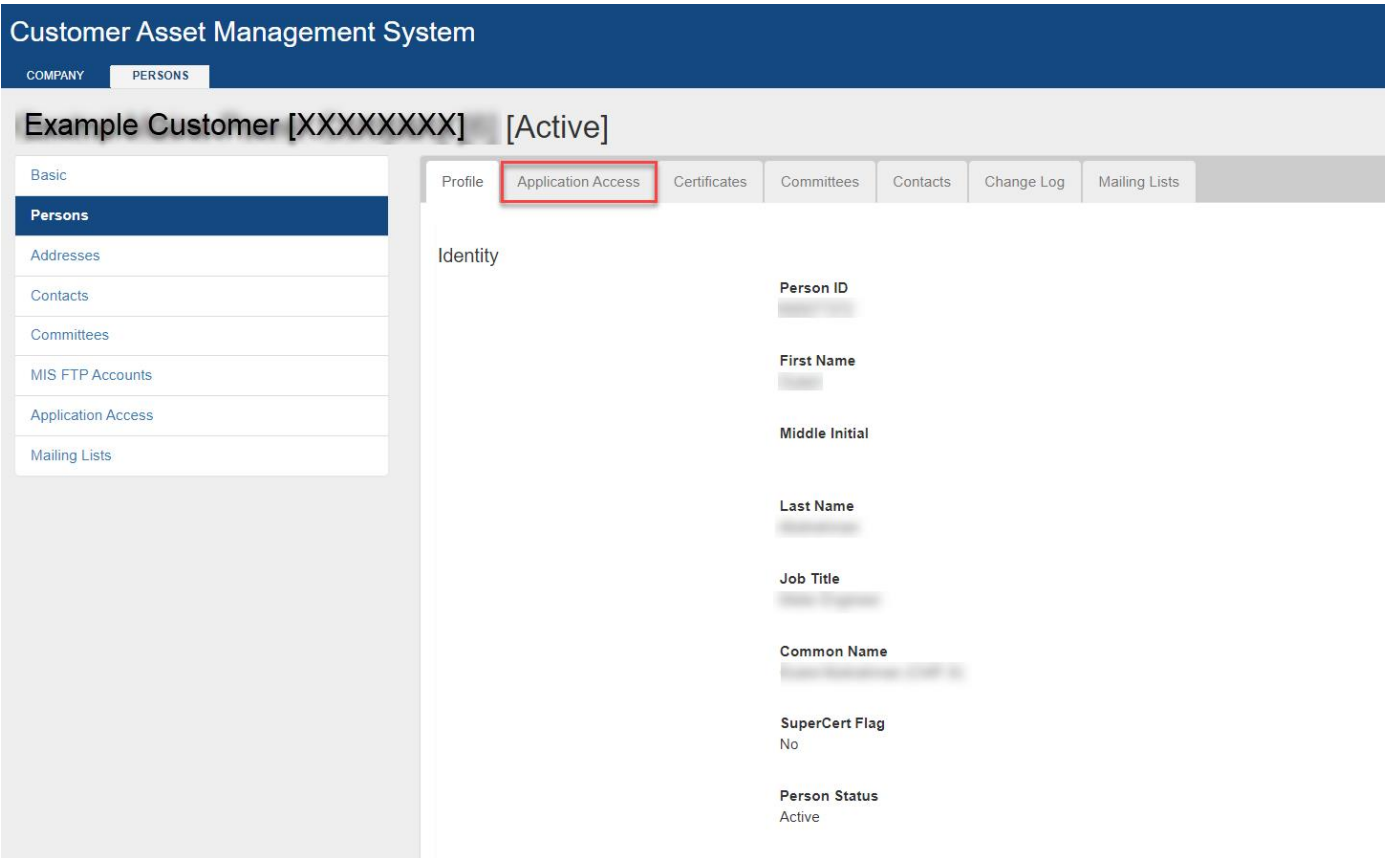 Customer Asset Management System
COMPANY PERSONS
Example Customer [XXXXXXXX] [Active]
Basic
Persons
Addresses
Contacts
Committees
MIS FTP Accounts
Application Access
Mailing Lists
Profile Application Access Certificates Committees Contacts Change Log Mailing Lists
Identity
Person ID
First Name
Middle Initial
Last Name
Job Title
Common Name
SuperCert Flag
No
Person Status
Active